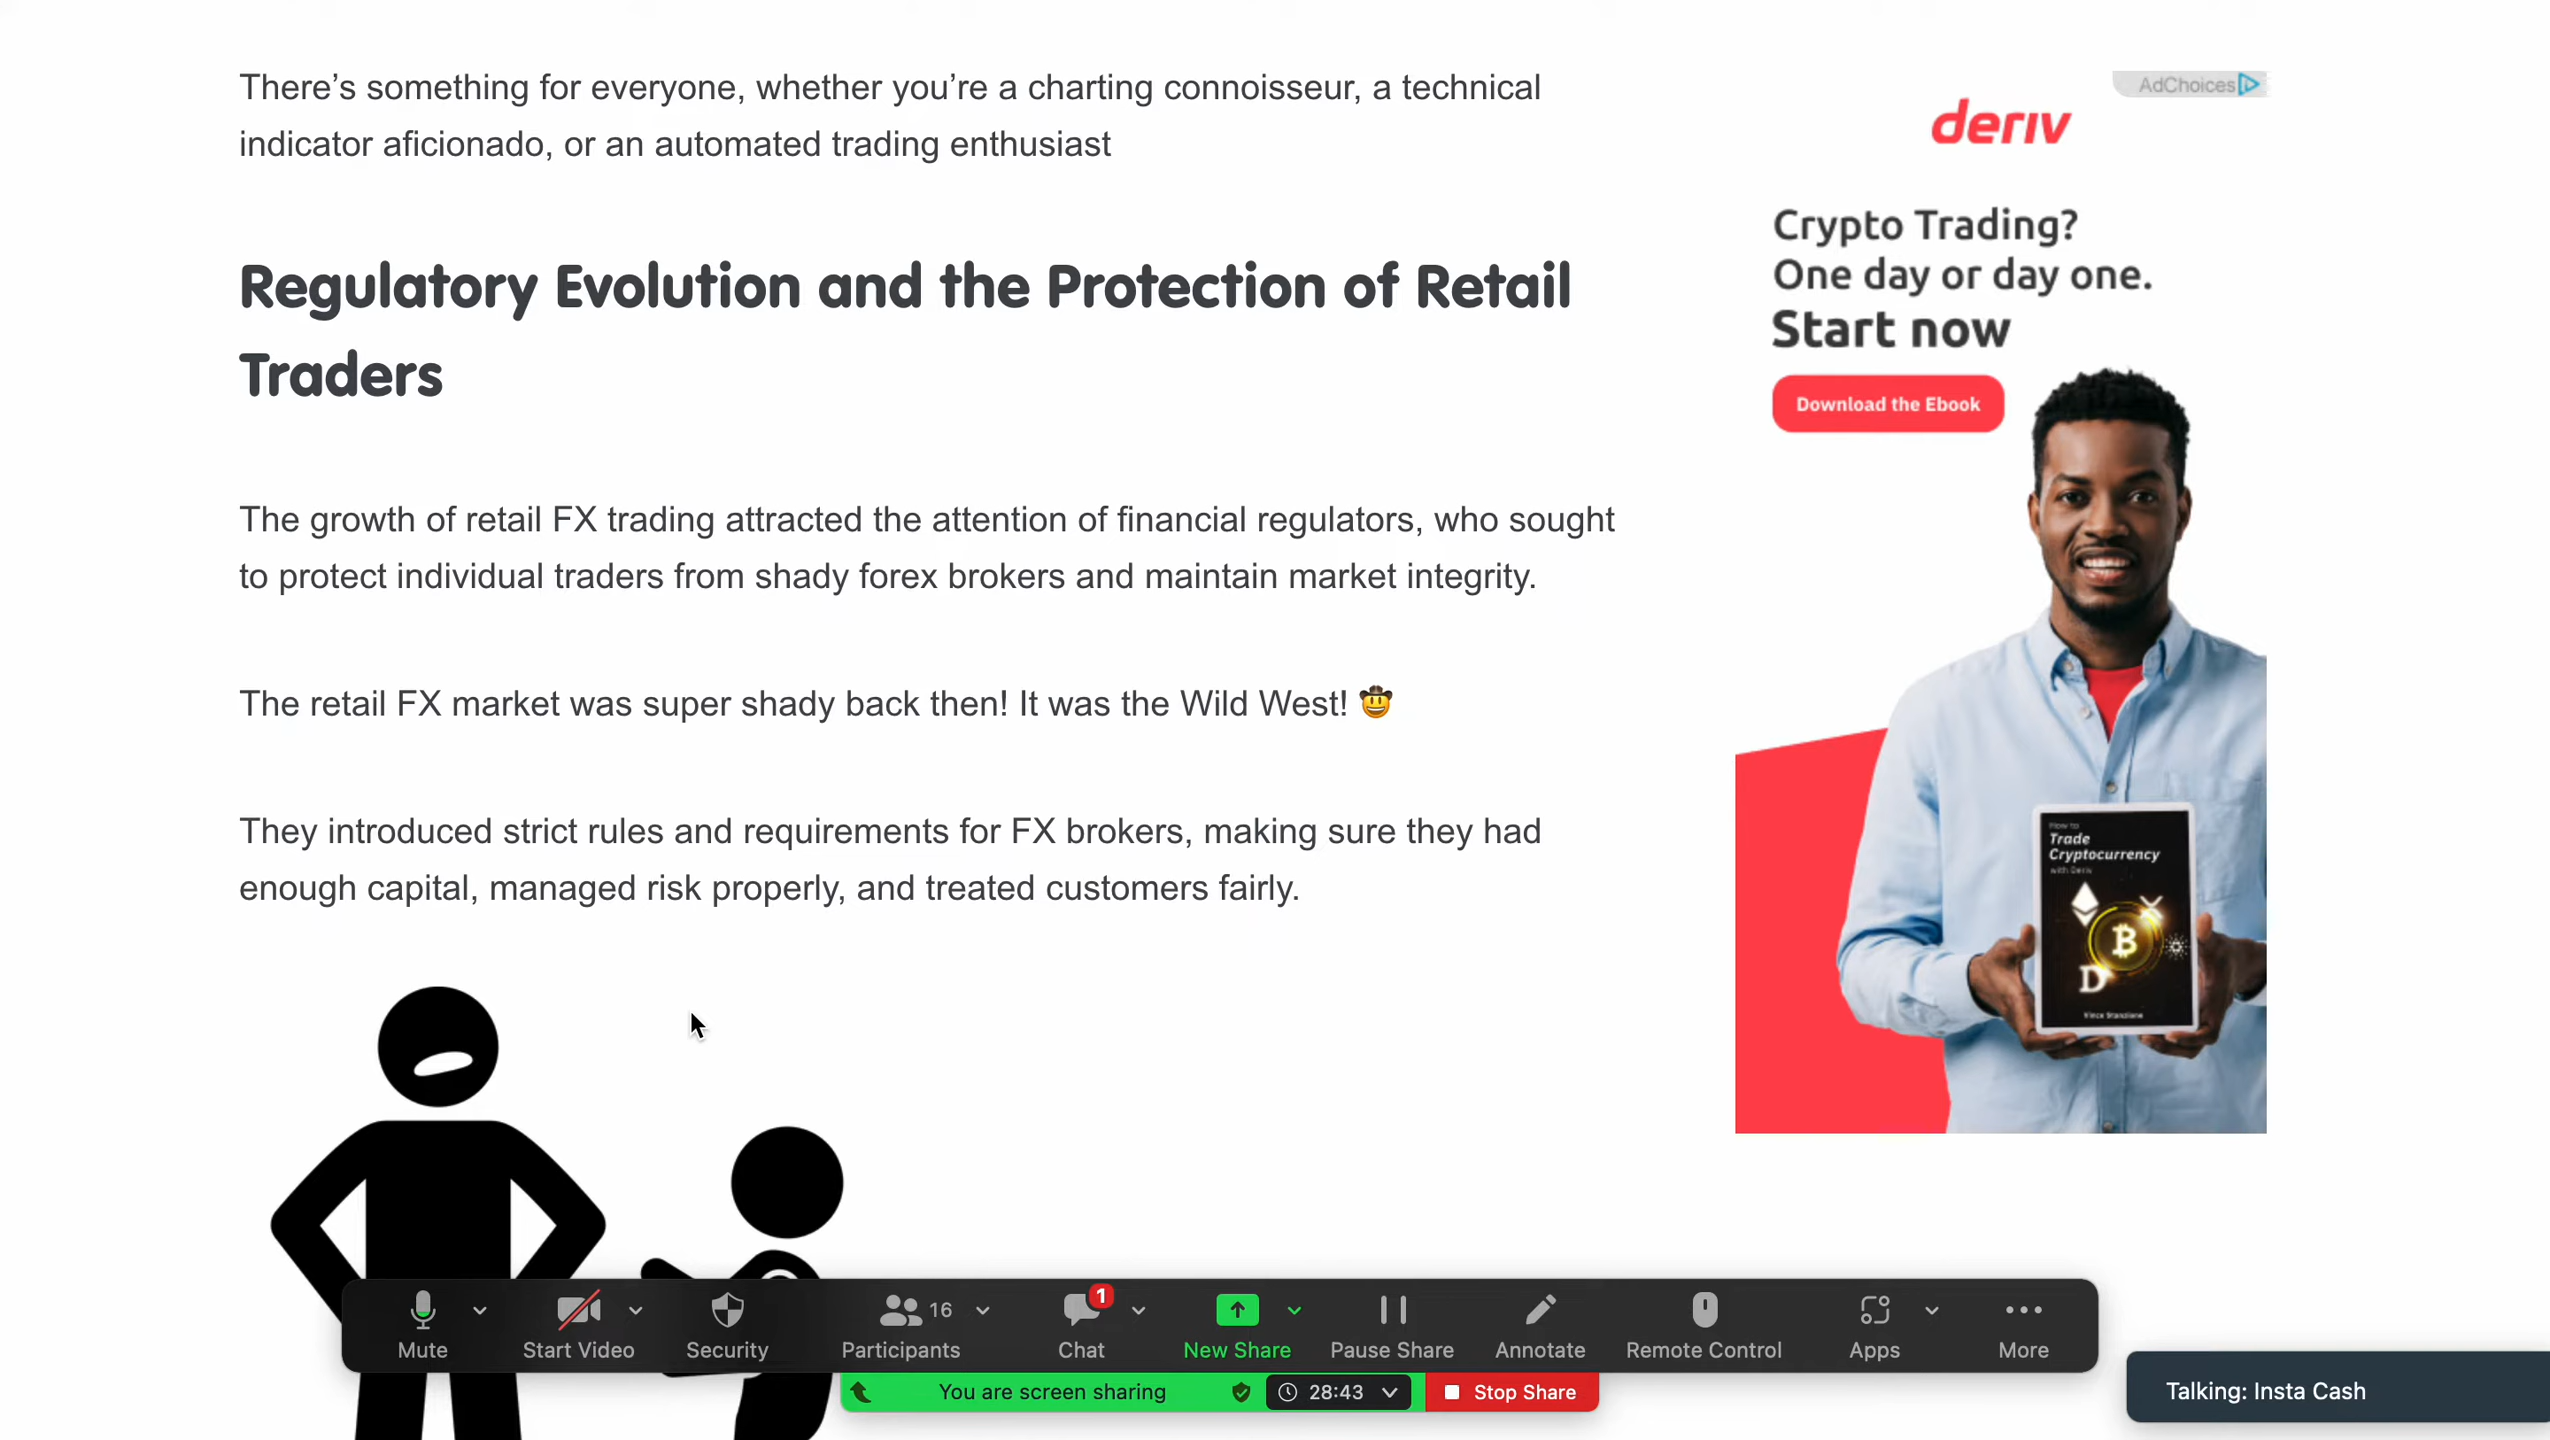 There’s something for everyone, whether you’re a charting connoisseur, a technical
indicator aficionado, or an automated trading enthusiast
Regulatory Evolution and the Protection of Retail
Traders
The growth of retail FX trading attracted the attention of financial regulators, who sought
to protect individual traders from shady forex brokers and maintain market integrity.
The retail FX market was super shady back then! It was the Wild West! 🤠
They introduced strict rules and requirements for FX brokers, making sure they had
enough capital, managed risk properly, and treated customers fairly.
AdChoices
deriv
Crypto Trading?
One day or day one.
Start now
Download the Ebook
How to
Trade
Cryptocurrency
with Deriv
Vince Stanzione
Mute
Start Video
Security
16
Participants
1
Chat
New Share
Pause Share
Annotate
Remote Control
Apps
More
You are screen sharing
28:43
Stop Share
Talking: Insta Cash